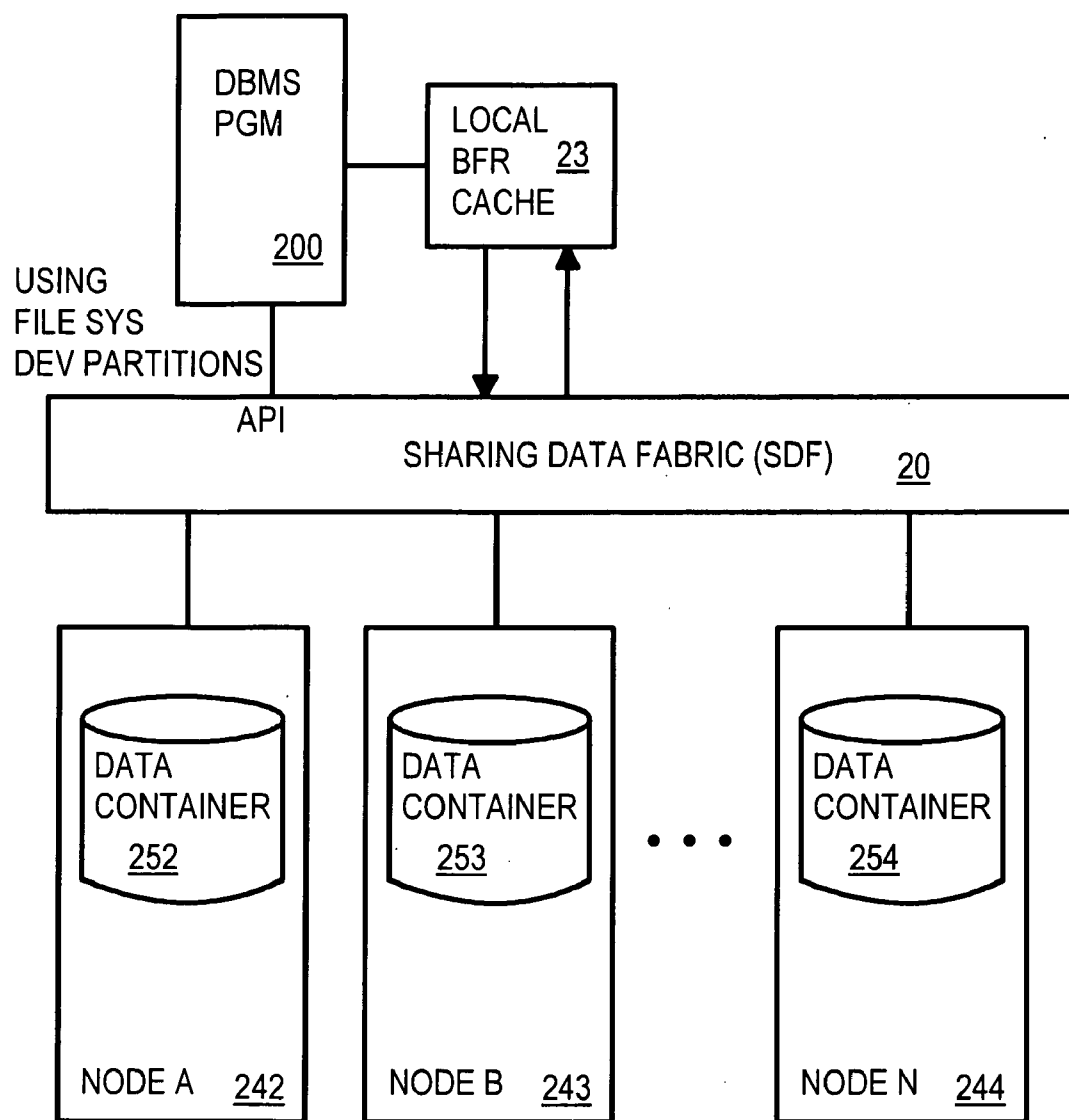 DBMS
PGM
200
LOCAL
BFR
23
CACHE
USING
FILE SYS
DEV PARTITIONS
API
SHARING DATA FABRIC (SDF)
20
DATA
CONTAINER
252
DATA
CONTAINER
253
DATA
CONTAINER
254
NODE A
242
NODE B
243
NODE N
244